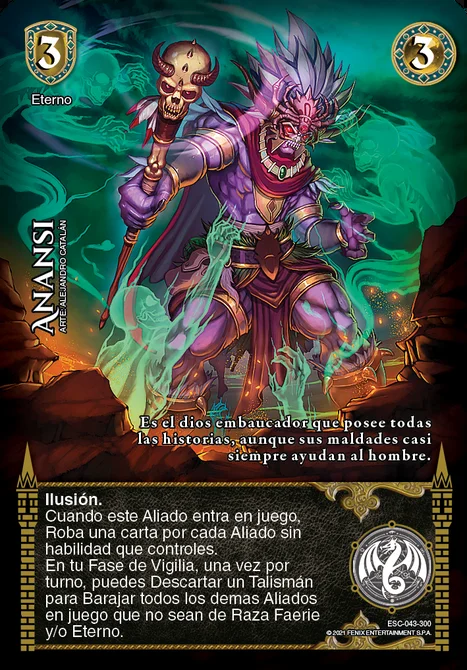 3
3
Eterno
ANANSI
ARTE: ALEJANDRO CATALÁN
Es el dios embaucador que posee todas
las historias, aunque sus maldades casi
siempre ayudan al hombre.
Ilusión.
Cuando este Aliado entra en juego,
Roba una carta por cada Aliado sin
habilidad que controles.
En tu Fase de Vigilia, una vez por
turno, puedes Descartar un Talismán
para Barajar todos los demas Aliados
en juego que no sean de Raza Faerie
y/o Eterno.
ESC-043-300
© 2021 FENIX ENTERTAINMENT S.P.A.